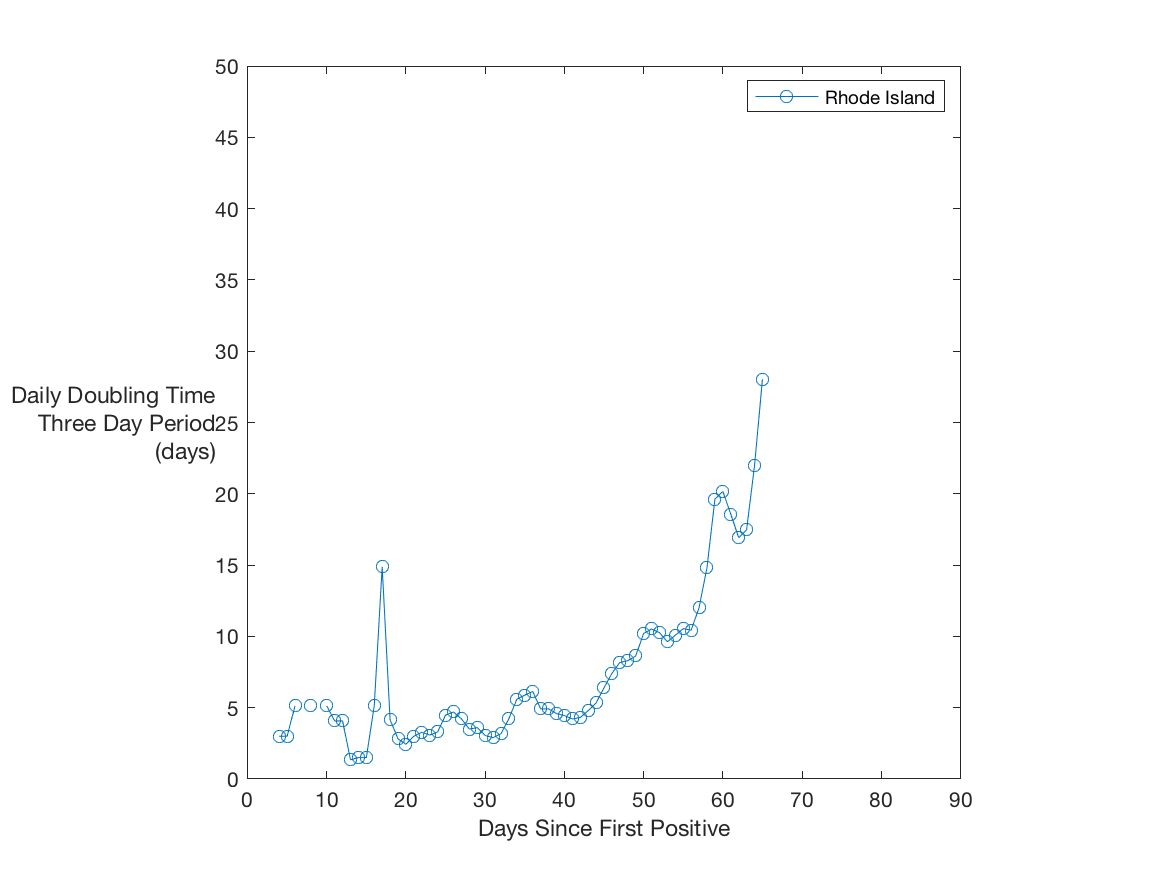 50
Rhode Island
45
40
35
30
Daily Doubling Time
Three Day Period
25
(days)
20
15
10
5
0
0 10 20 30 40 50 60 70 80 90
Days Since First Positive